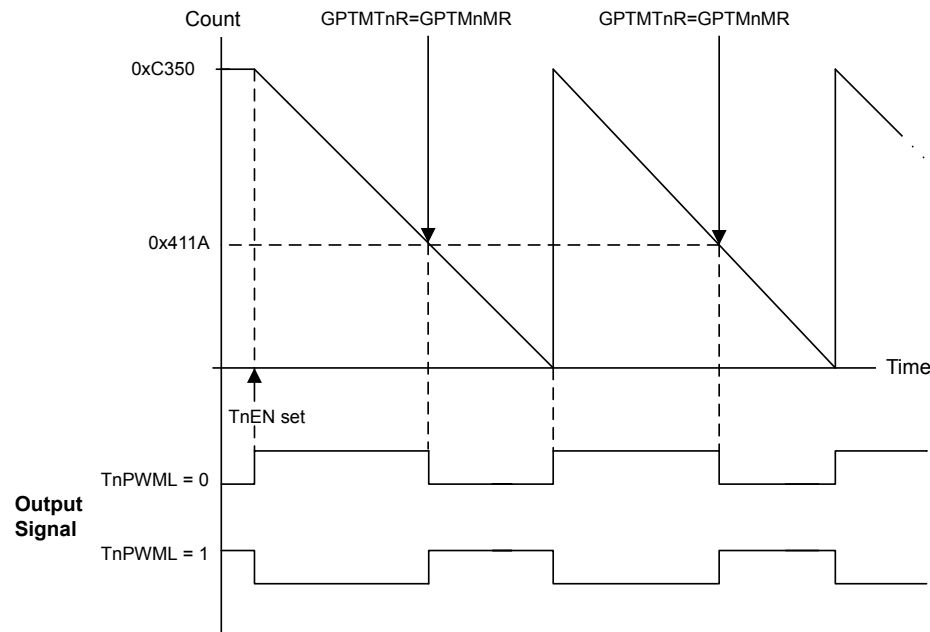 Count
GPTMTnR=GPTMnMR
GPTMTnR=GPTMnMR
0xC350
0x411A
Time
TnEN set
TnPWML = 0
Output
Signal
TnPWML = 1